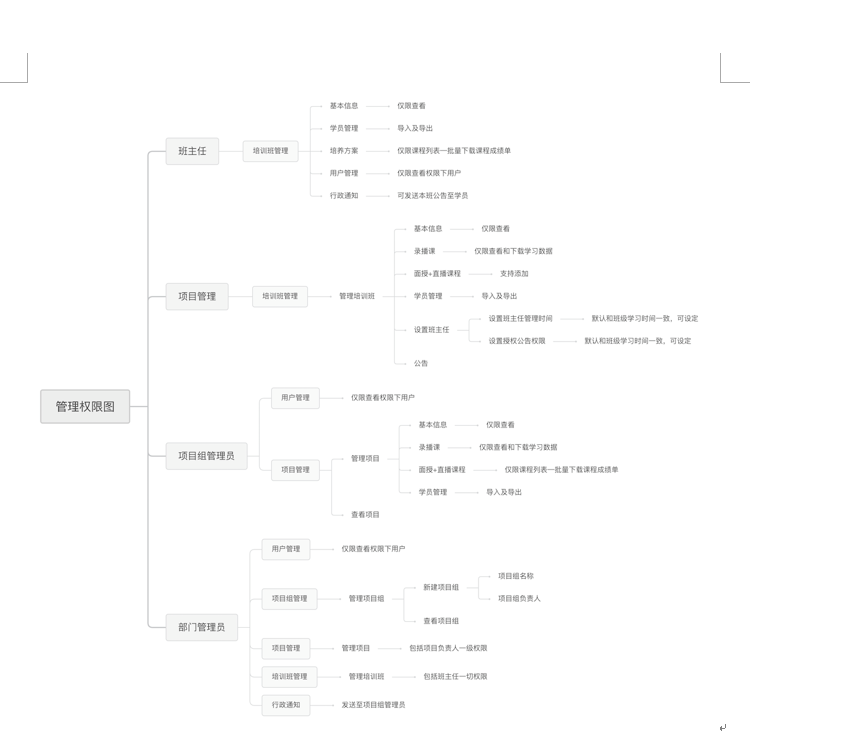 管理权限图
班主任
培训班管理
基本信息 仅限查看
学员管理 导入及导出
培养方案 仅限课程列表—批量下载课程成绩单
用户管理 仅限查看权限下用户
行政通知 可发送本班公告至学员
项目管理
培训班管理
管理培训班
基本信息 仅限查看
录播课 仅限查看和下载学习数据
面授+直播课程 支持添加
学员管理 导入及导出
设置班主任
设置班主任管理时间 默认和班级学习时间一致，可设定
设置授权公告权限 默认和班级学习时间一致，可设定
公告
项目组管理员
用户管理 仅限查看权限下用户
项目管理
管理项目
基本信息 仅限查看
录播课 仅限查看和下载学习数据
面授+直播课程 仅限课程列表—批量下载课程成绩单
学员管理 导入及导出
查看项目
部门管理员
用户管理 仅限查看权限下用户
项目组管理 管理项目组
新建项目组
项目组名称
项目组负责人
查看项目组
项目管理 管理项目 包括项目负责人一级权限
培训班管理 管理培训班 包括班主任一切权限
行政通知 发送至项目组管理员